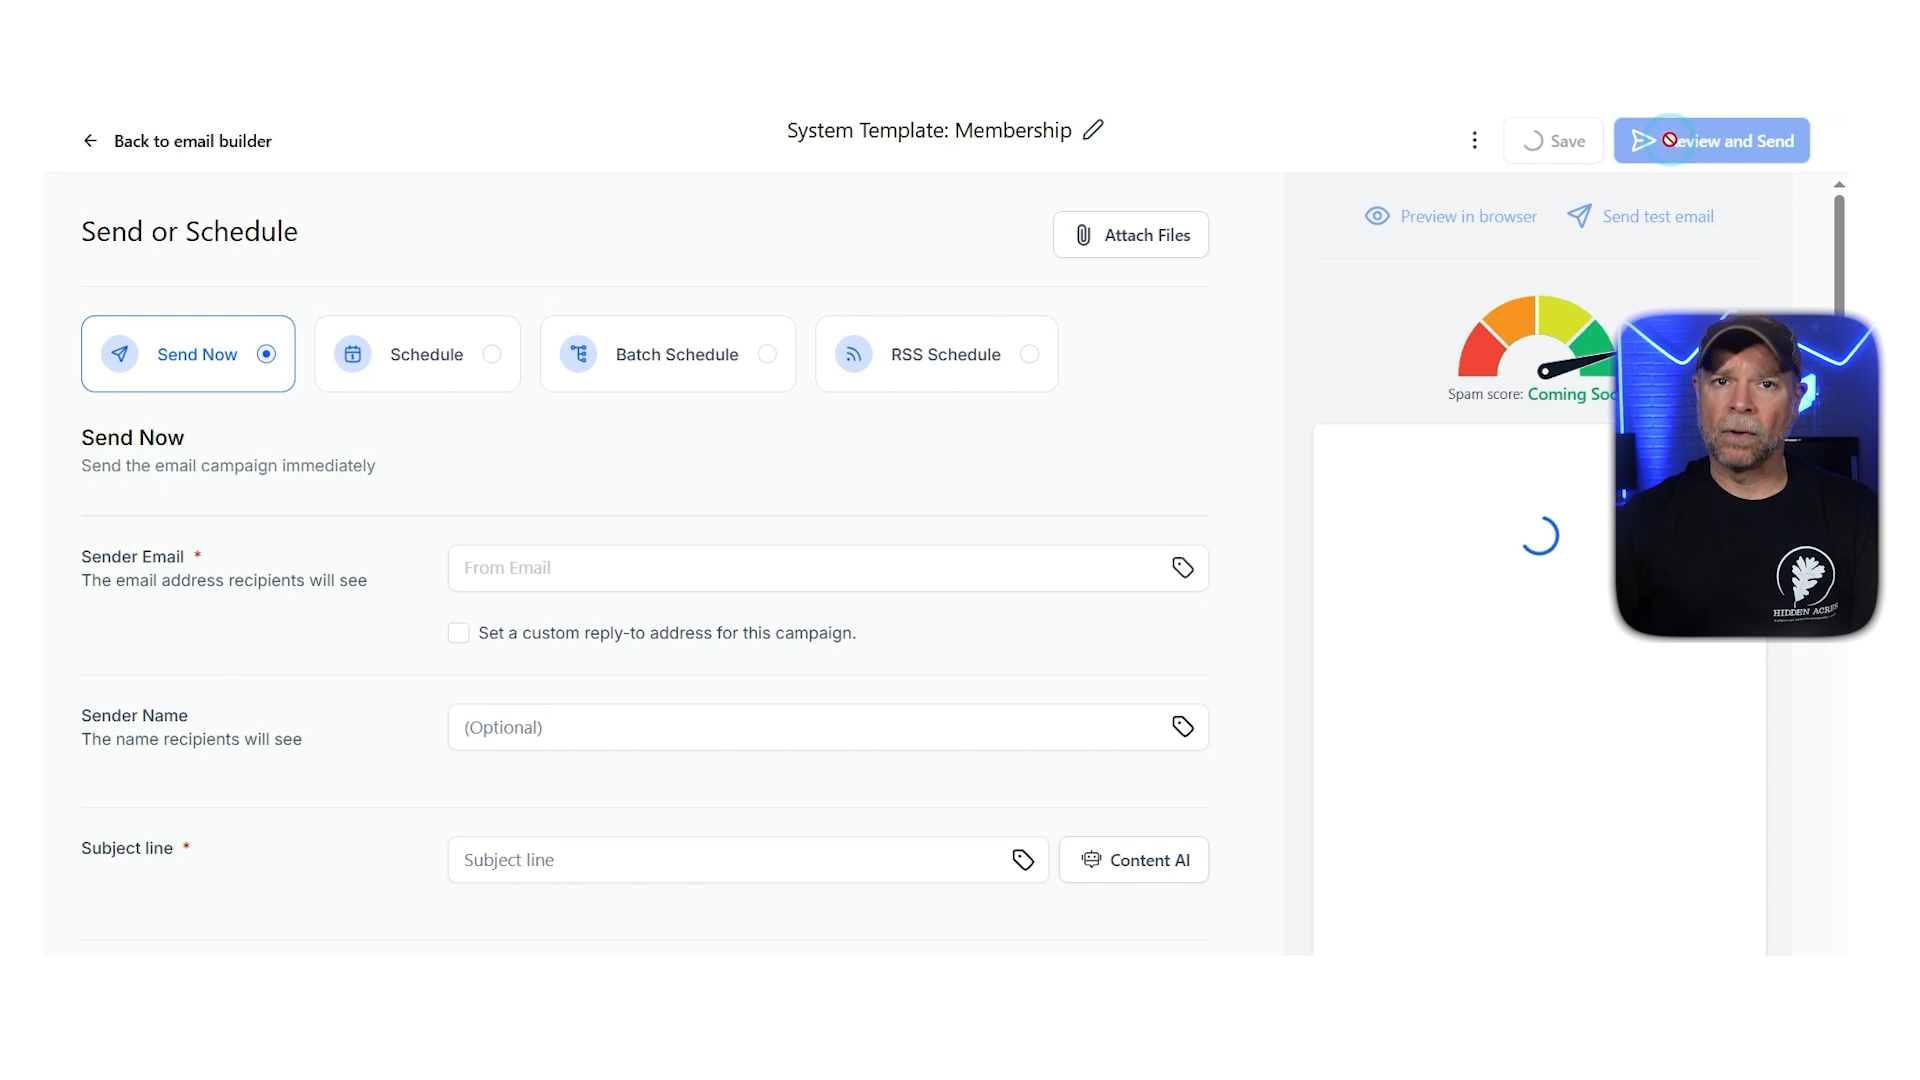 Back to email builder
System Template: Membership
Save
Review and Send
Send or Schedule
Attach Files
Preview in browser
Send test email
Send Now
Schedule
Batch Schedule
RSS Schedule
Spam score: Coming Soo
Send Now
Send the email campaign immediately
Sender Email *
The email address recipients will see
From Email
Set a custom reply-to address for this campaign.
Sender Name
The name recipients will see
(Optional)
Subject line *
Subject line
Content AI
HIDDEN ACRES